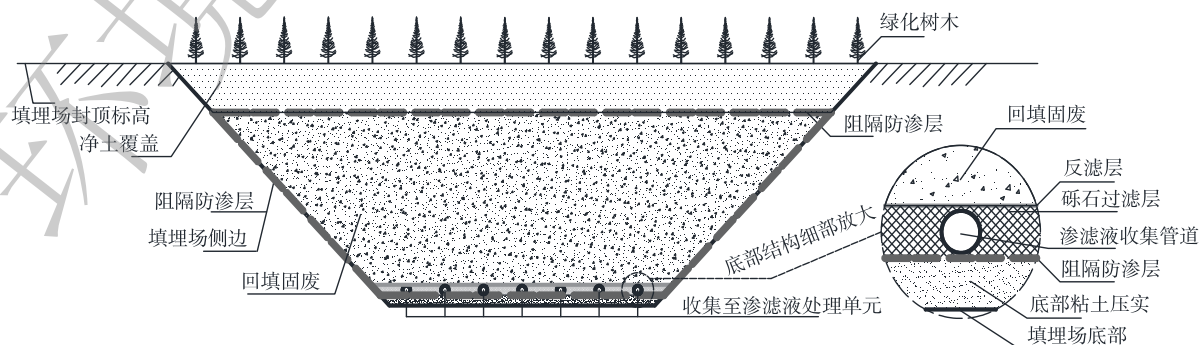 绿化树木
填埋场封顶标高
净土覆盖
阻隔防渗层
阻隔防渗层
填埋场侧边
回填固废
底部结构细部放大
收集至渗滤液处理单元
回填固废
反滤层
砾石过滤层
渗滤液收集管道
阻隔防渗层
底部粘土压实
填埋场底部
环境